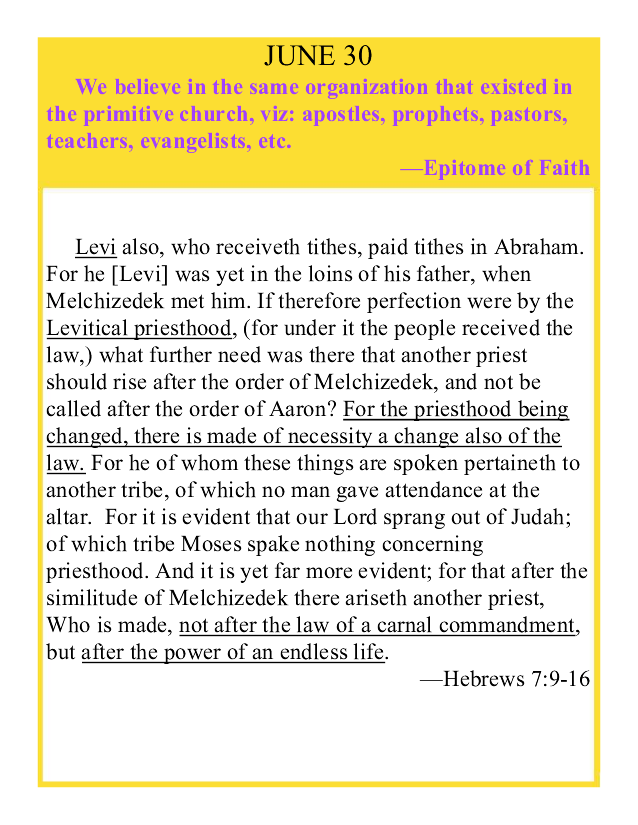 JUNE 30
We believe in the same organization that existed in
the primitive church, viz: apostles, prophets, pastors,
teachers, evangelists, etc.
—Epitome of Faith
Levi also, who receiveth tithes, paid tithes in Abraham.
For he [Levi] was yet in the loins of his father, when
Melchizedek met him. If therefore perfection were by the
Levitical priesthood, (for under it the people received the
law,) what further need was there that another priest
should rise after the order of Melchizedek, and not be
called after the order of Aaron? For the priesthood being
changed, there is made of necessity a change also of the
law. For he of whom these things are spoken pertaineth to
another tribe, of which no man gave attendance at the
altar.  For it is evident that our Lord sprang out of Judah;
of which tribe Moses spake nothing concerning
priesthood. And it is yet far more evident; for that after the
similitude of Melchizedek there ariseth another priest,
Who is made, not after the law of a carnal commandment,
but after the power of an endless life.
—Hebrews 7:9-16